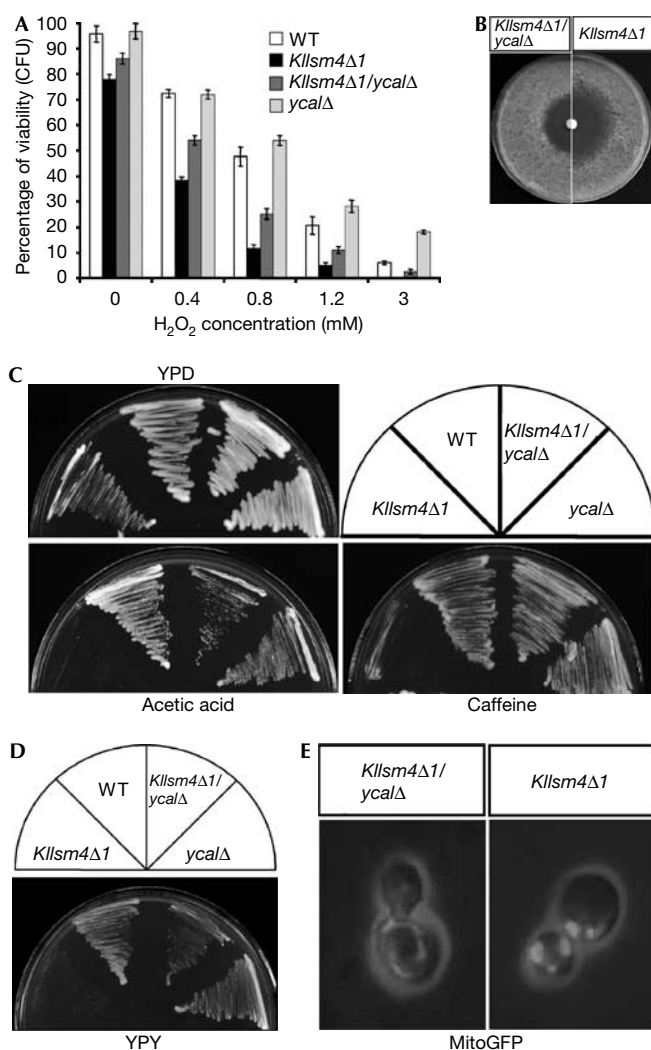 A
Percentage of viability (CFU)
100
90
80
70
60
50
40
30
20
10
0
0 0.4 0.8 1.2 3
H₂O₂ concentration (mM)
WT
Kllsm4Δ1
Kllsm4Δ1/ycalΔ
ycalΔ
B
Kllsm4Δ1/
ycalΔ
Kllsm4Δ1
C
YPD
Kllsm4Δ1
WT
Kllsm4Δ1/
ycalΔ
ycalΔ
Acetic acid
Caffeine
D
Kllsm4Δ1
WT
Kllsm4Δ1/
ycalΔ
ycalΔ
YPY
E
Kllsm4Δ1/
ycalΔ
Kllsm4Δ1
MitoGFP